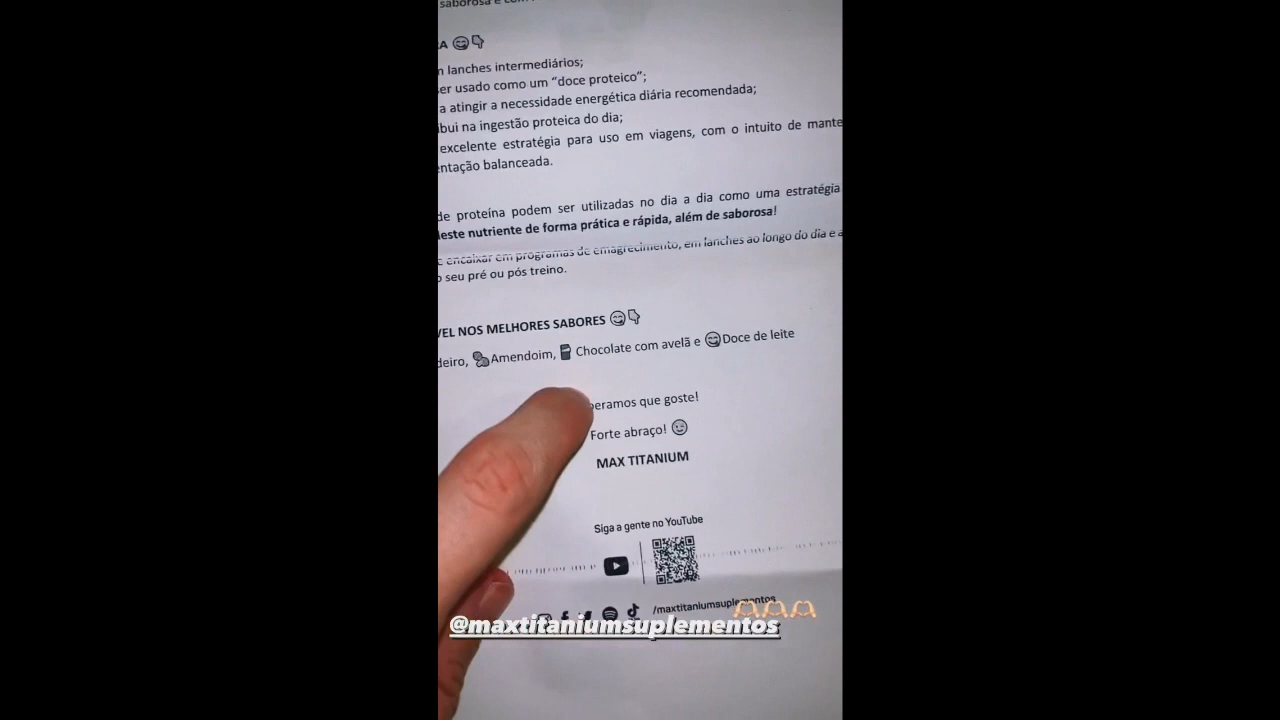 saborosa e
A 😋👇
n lanches intermediários;
er usado como um “doce proteico”;
a atingir a necessidade energética diária recomendada;
bui na ingestão proteica do dia;
excelente estratégia para uso em viagens, com o intuito de mante
entação balanceada.
de proteína podem ser utilizadas no dia a dia como uma estratégia
deste nutriente de forma prática e rápida, além de saborosa!
e encaixar em programas de emagrecimento, em lanches ao longo do dia e a
o seu pré ou pós treino.
VEL NOS MELHORES SABORES 😋👇
deiro, 🥜Amendoim, 🍫 Chocolate com avelã e 😋Doce de leite
peramos que goste!
Forte abraço! 😉
MAX TITANIUM
Siga a gente no YouTube
/maxtitaniumsuplementos
@maxtitaniumsuplementos